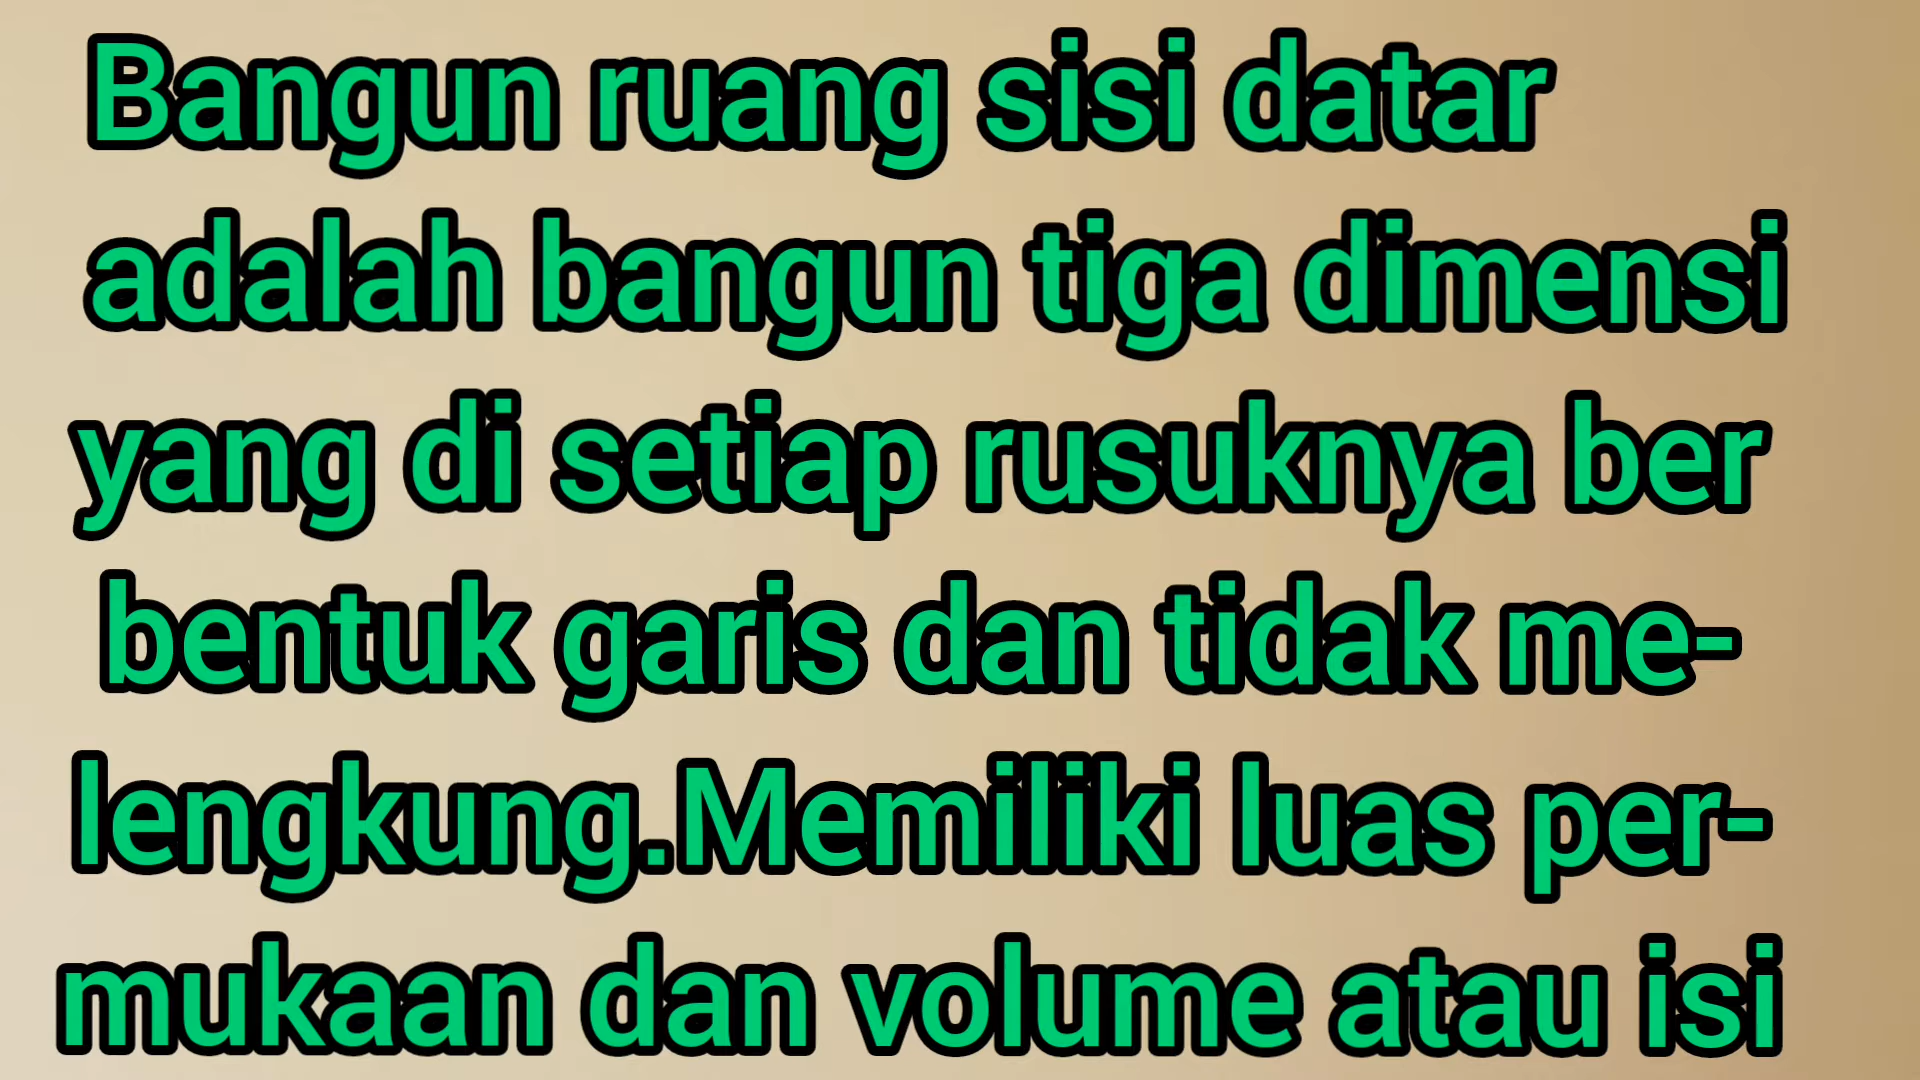 Bangun ruang sisi datar
adalah bangun tiga dimensi
yang di setiap rusuknya ber
bentuk garis dan tidak me-
lengkung.Memiliki luas per-
mukaan dan volume atau isi